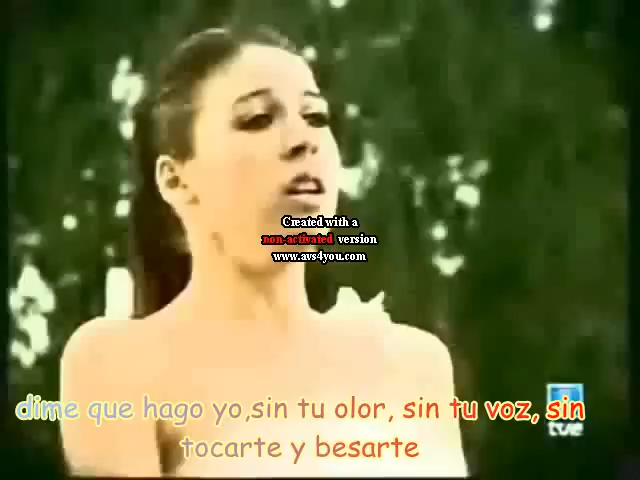 Created with a
non-activated version
www.avs4you.com
dime que hago yo,sin tu olor, sin tu voz, sin
tocarte y besarte
tve